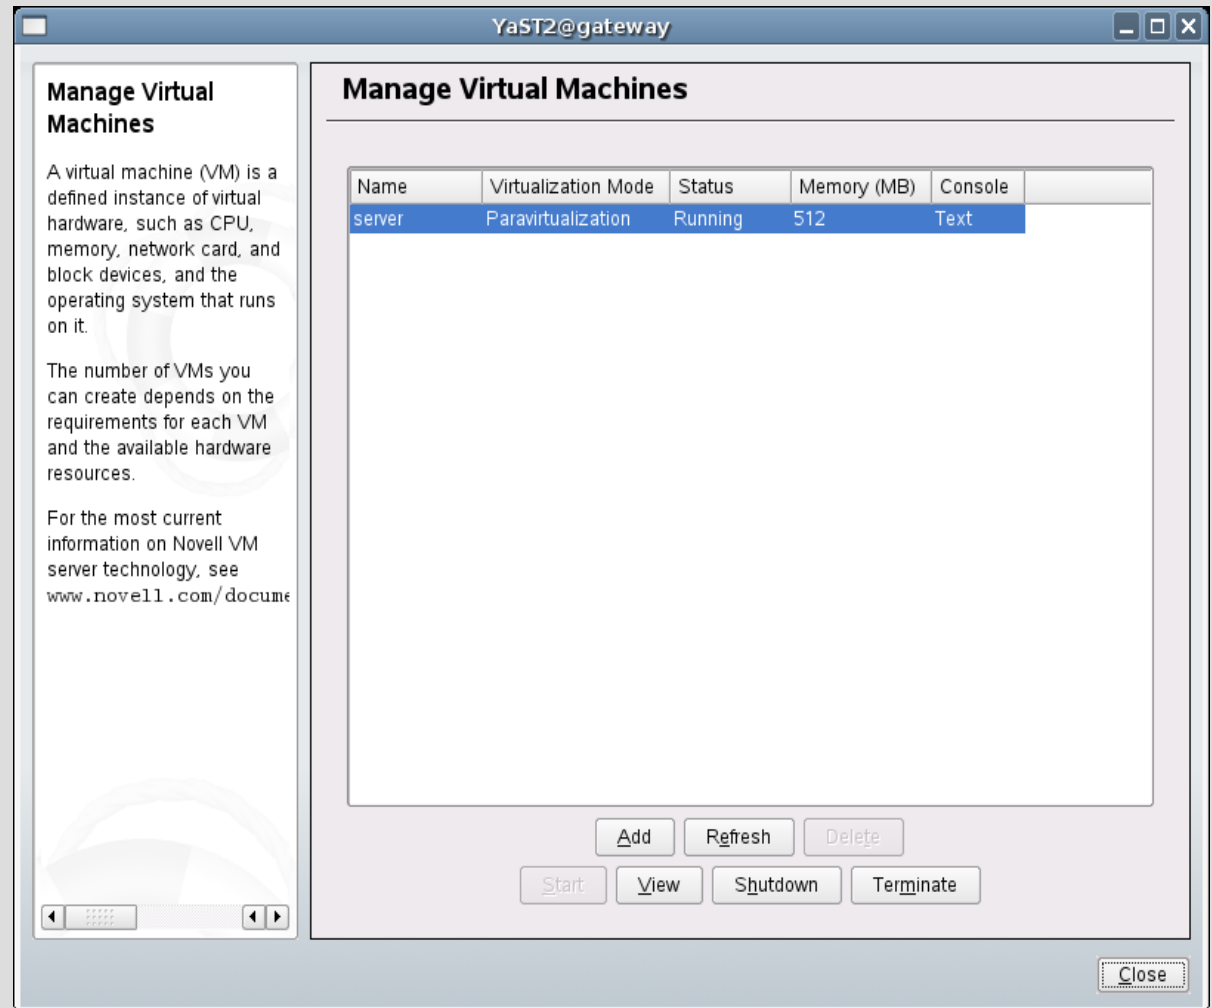 YaST2@gateway
Manage Virtual
Machines
A virtual machine (VM) is a
defined instance of virtual
hardware, such as CPU,
memory, network card, and
block devices, and the
operating system that runs
on it.
The number of VMs you
can create depends on the
requirements for each VM
and the available hardware
resources.
For the most current
information on Novell VM
server technology, see
www.novell.com/docume
Manage Virtual Machines
Name Virtualization Mode Status Memory (MB) Console
server Paravirtualization Running 512 Text
Add Refresh Delete
Start View Shutdown Terminate
Close